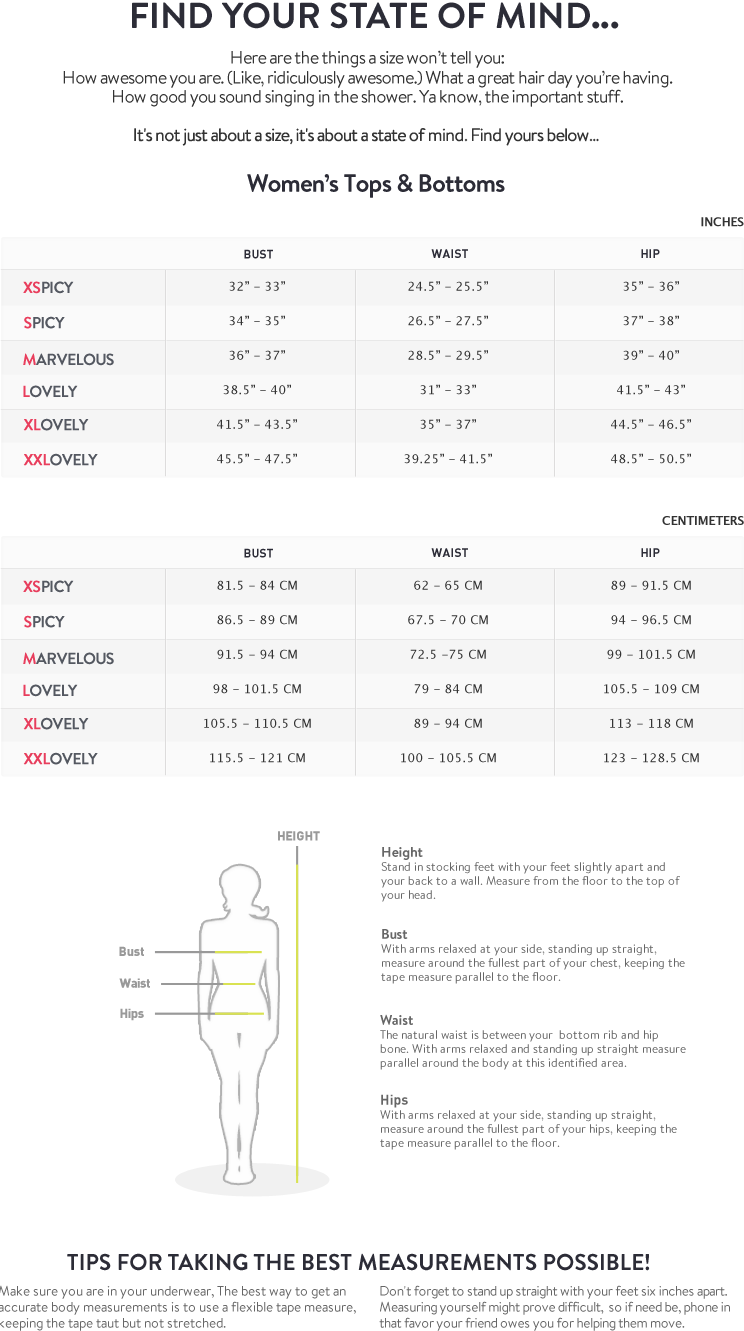 FIND YOUR STATE OF MIND...
Here are the things a size won't tell you:
How awesome you are. (Like, ridiculously awesome.) What a great hair day you're having.
How good you sound singing in the shower. Ya know, the important stuff.
It's not just about a size, it's about a state of mind. Find yours below...
Women's Tops & Bottoms
INCHES
BUST WAIST HIP
XSPICY 32" – 33" 24.5" – 25.5" 35" – 36"
SPICY 34" – 35" 26.5" – 27.5" 37" – 38"
MARVELOUS 36" – 37" 28.5" – 29.5" 39" – 40"
LOVELY 38.5" – 40" 31" – 33" 41.5" – 43"
XLOVELY 41.5" – 43.5" 35" – 37" 44.5" – 46.5"
XXLOVELY 45.5" – 47.5" 39.25" – 41.5" 48.5" – 50.5"
CENTIMETERS
BUST WAIST HIP
XSPICY 81.5 – 84 CM 62 – 65 CM 89 – 91.5 CM
SPICY 86.5 – 89 CM 67.5 – 70 CM 94 – 96.5 CM
MARVELOUS 91.5 – 94 CM 72.5 –75 CM 99 – 101.5 CM
LOVELY 98 – 101.5 CM 79 – 84 CM 105.5 – 109 CM
XLOVELY 105.5 – 110.5 CM 89 – 94 CM 113 – 118 CM
XXLOVELY 115.5 – 121 CM 100 – 105.5 CM 123 – 128.5 CM
HEIGHT
Bust
Waist
Hips
Height
Stand in stocking feet with your feet slightly apart and
your back to a wall. Measure from the floor to the top of
your head.
Bust
With arms relaxed at your side, standing up straight,
measure around the fullest part of your chest, keeping the
tape measure parallel to the floor.
Waist
The natural waist is between your bottom rib and hip
bone. With arms relaxed and standing up straight measure
parallel around the body at this identified area.
Hips
With arms relaxed at your side, standing up straight,
measure around the fullest part of your hips, keeping the
tape measure parallel to the floor.
TIPS FOR TAKING THE BEST MEASUREMENTS POSSIBLE!
Make sure you are in your underwear, The best way to get an
accurate body measurements is to use a flexible tape measure,
keeping the tape taut but not stretched.
Don't forget to stand up straight with your feet six inches apart.
Measuring yourself might prove difficult, so if need be, phone in
that favor your friend owes you for helping them move.